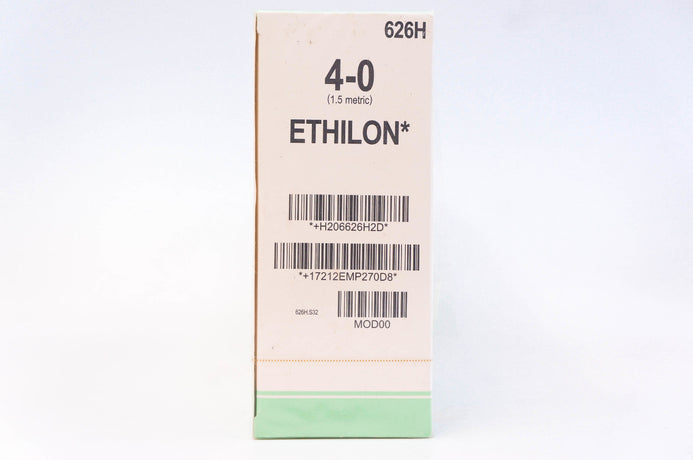 626H
4-0
(1.5 metric)
ETHILON*
*+H206626H2D*
*+17212EMP270D8*
626H.S32
MOD00